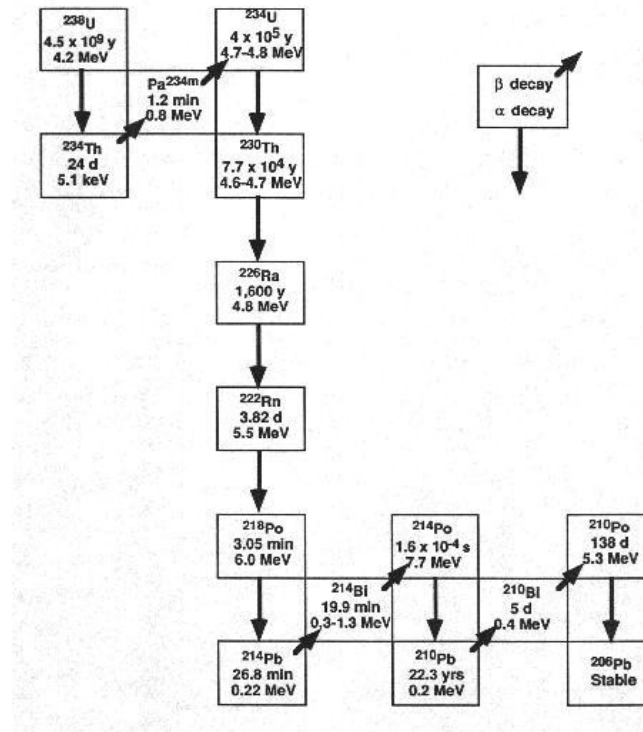 ²³⁸U
4.5 x 10⁹ y
4.2 MeV
²³⁴U
4 x 10⁵ y
4.7-4.8 MeV
Pa²³⁴ᵐ
1.2 min
0.8 MeV
β decay
α decay
²³⁴Th
24 d
5.1 keV
²³⁰Th
7.7 x 10⁴ y
4.6-4.7 MeV
²²⁶Ra
1,600 y
4.8 MeV
²²²Rn
3.82 d
5.5 MeV
²¹⁸Po
3.05 min
6.0 MeV
²¹⁴Po
1.6 x 10⁻⁴ s
7.7 MeV
²¹⁰Po
138 d
5.3 MeV
²¹⁴Bi
19.9 min
0.3-1.3 MeV
²¹⁰Bi
5 d
0.4 MeV
²¹⁴Pb
26.8 min
0.22 MeV
²¹⁰Pb
22.3 yrs
0.2 MeV
²⁰⁶Pb
Stable